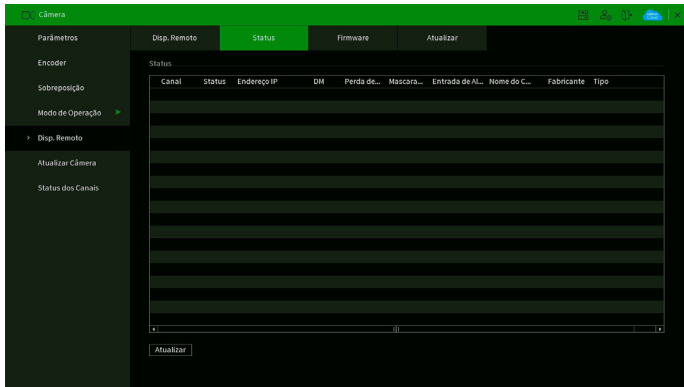 Câmera
Parâmetros
Encoder
Sobreposição
Modo de Operação
Disp. Remoto
Atualizar Câmera
Status dos Canais
Disp. Remoto Status Firmware Atualizar
Status
Canal Status Endereço IP DM Perda de... Mascara... Entrada de Al... Nome do C... Fabricante Tipo
Atualizar